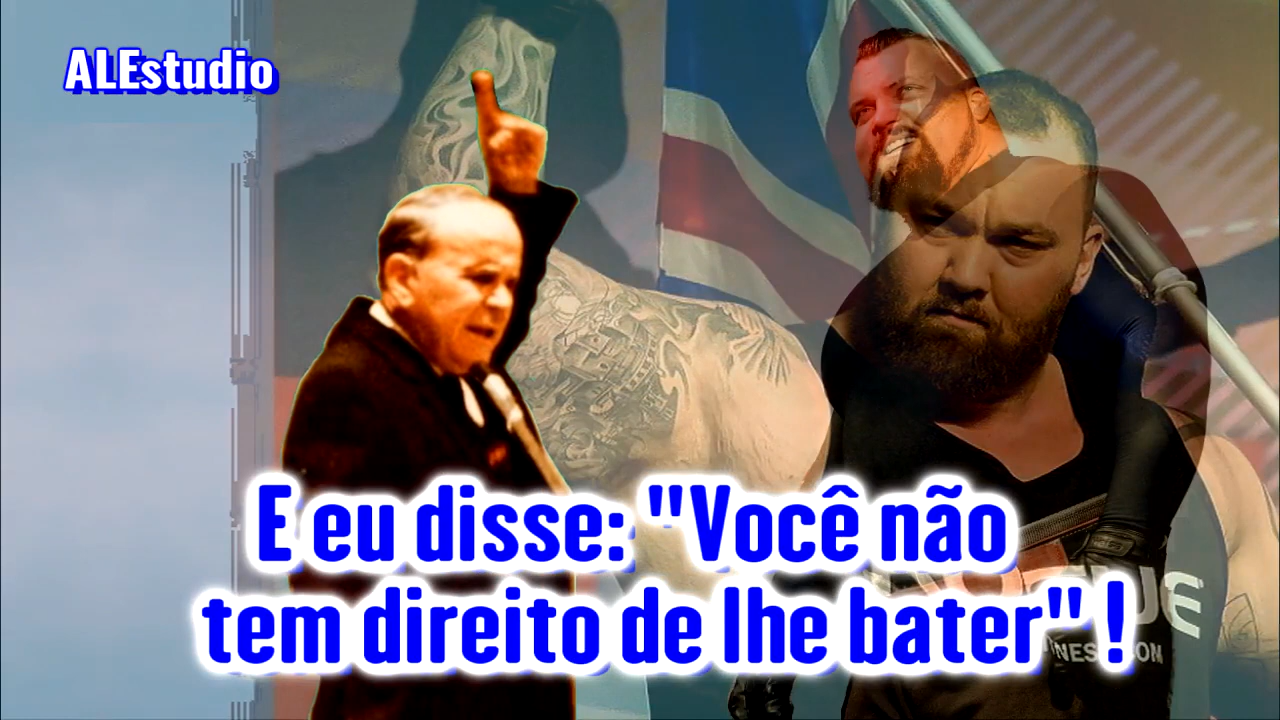 ALEstudio
E eu disse: "Você não
tem direito de lhe bater" !